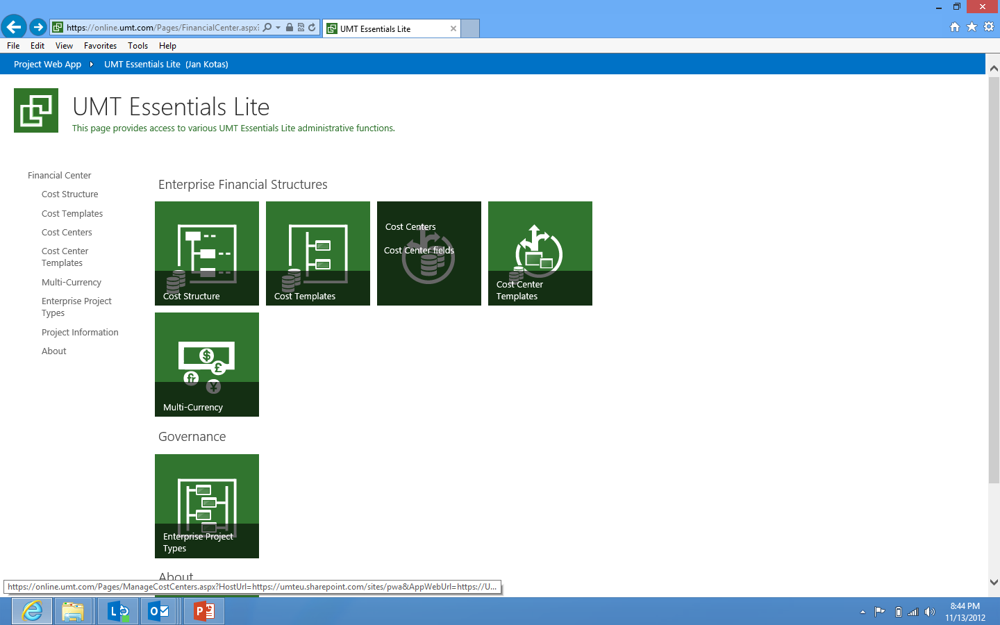 https://online.umt.com/Pages/FinancialCenter.aspx?
UMT Essentials Lite
File Edit View Favorites Tools Help
Project Web App UMT Essentials Lite (Jan Kotas)
UMT Essentials Lite
This page provides access to various UMT Essentials Lite administrative functions.
Financial Center
Cost Structure
Cost Templates
Cost Centers
Cost Center
Templates
Multi-Currency
Enterprise Project
Types
Project Information
About
Enterprise Financial Structures
Cost Structure
Cost Templates
Cost Centers
Cost Center fields
Cost Center
Templates
$
£
fr
¥
Multi-Currency
Governance
Enterprise Project
Types
About
https://online.umt.com/Pages/ManageCostCenters.aspx?HostUrl=https://umteu.sharepoint.com/sites/pwa&AppWebUrl=https://U...
8:44 PM
11/13/2012